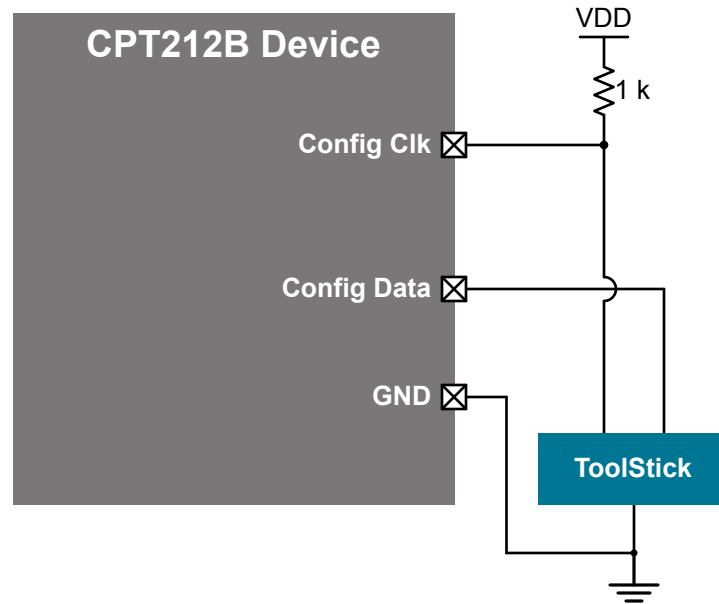 CPT212B Device
VDD
1 k
Config Clk
Config Data
GND
ToolStick